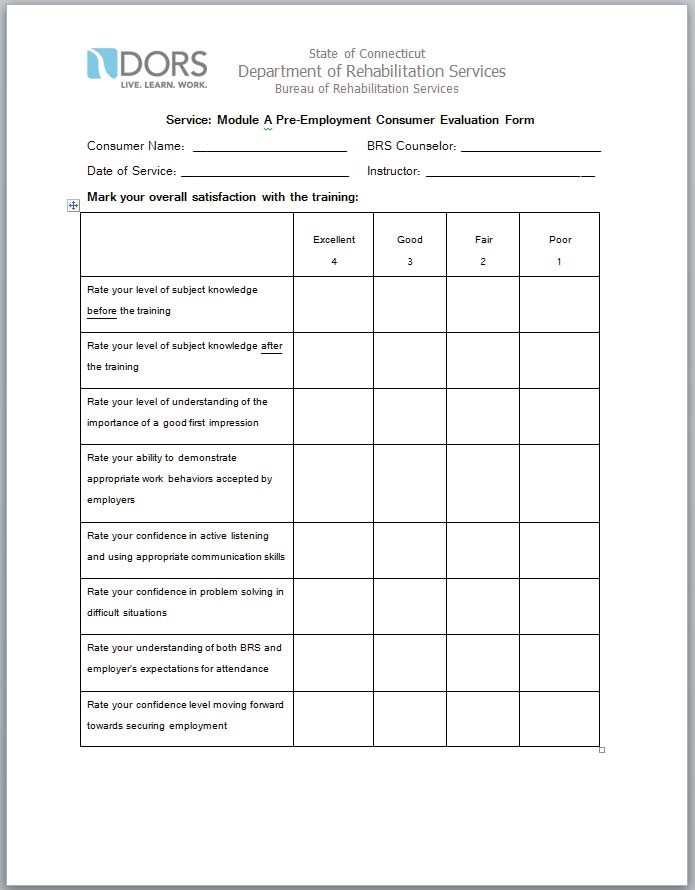 DORS
LIVE. LEARN. WORK.
State of Connecticut
Department of Rehabilitation Services
Bureau of Rehabilitation Services
Service: Module A Pre-Employment Consumer Evaluation Form
Consumer Name: ______________________ BRS Counselor: ____________________
Date of Service: ________________________ Instructor: ________________________
Mark your overall satisfaction with the training:
Excellent Good Fair Poor
4 3 2 1
Rate your level of subject knowledge
before the training
Rate your level of subject knowledge after
the training
Rate your level of understanding of the
importance of a good first impression
Rate your ability to demonstrate
appropriate work behaviors accepted by
employers
Rate your confidence in active listening
and using appropriate communication skills
Rate your confidence in problem solving in
difficult situations
Rate your understanding of both BRS and
employer's expectations for attendance
Rate your confidence level moving forward
towards securing employment